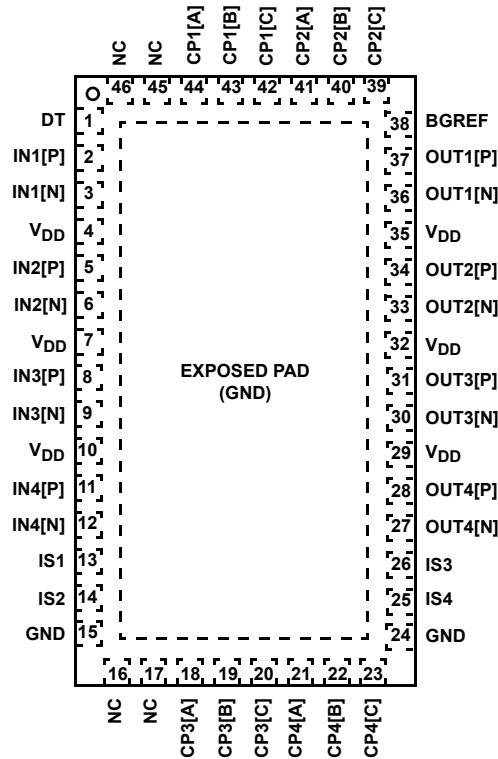 NC
NC
CP1[A]
CP1[B]
CP1[C]
CP2[A]
CP2[B]
CP2[C]
46
45
44
43
42
41
40
39
DT
1
IN1[P]
2
IN1[N]
3
VDD
4
IN2[P]
5
IN2[N]
6
VDD
7
IN3[P]
8
IN3[N]
9
VDD
10
IN4[P]
11
IN4[N]
12
IS1
13
IS2
14
GND
15
EXPOSED PAD
(GND)
38
BGREF
37
OUT1[P]
36
OUT1[N]
35
VDD
34
OUT2[P]
33
OUT2[N]
32
VDD
31
OUT3[P]
30
OUT3[N]
29
VDD
28
OUT4[P]
27
OUT4[N]
26
IS3
25
IS4
24
GND
16
17
18
19
20
21
22
23
NC
NC
CP3[A]
CP3[B]
CP3[C]
CP4[A]
CP4[B]
CP4[C]